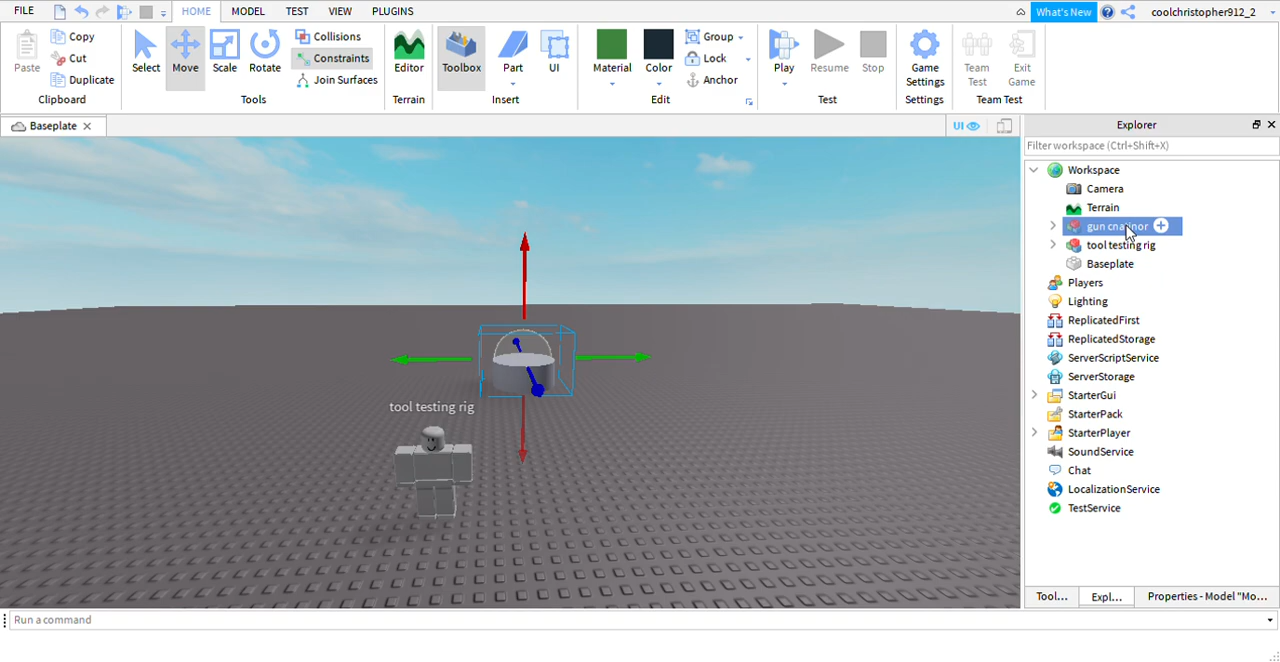 FILE HOME MODEL TEST VIEW PLUGINS What's New coolchristopher912_2
Paste Copy Cut Duplicate
Clipboard
Select Move Scale Rotate Collisions Constraints Join Surfaces
Tools
Editor
Terrain
Toolbox Part UI
Insert
Material Color Group Lock Anchor
Edit
Play Resume Stop
Test
Game Settings
Settings
Team Test Exit Game
Team Test
Baseplate
UI
Explorer
Filter workspace (Ctrl+Shift+X)
Workspace
Camera
Terrain
gun
tool testing rig
Baseplate
Players
Lighting
ReplicatedFirst
ReplicatedStorage
ServerScriptService
ServerStorage
StarterGui
StarterPack
StarterPlayer
SoundService
Chat
LocalizationService
TestService
tool testing rig
Tool... Expl... Properties - Model "Mo...
Run a command